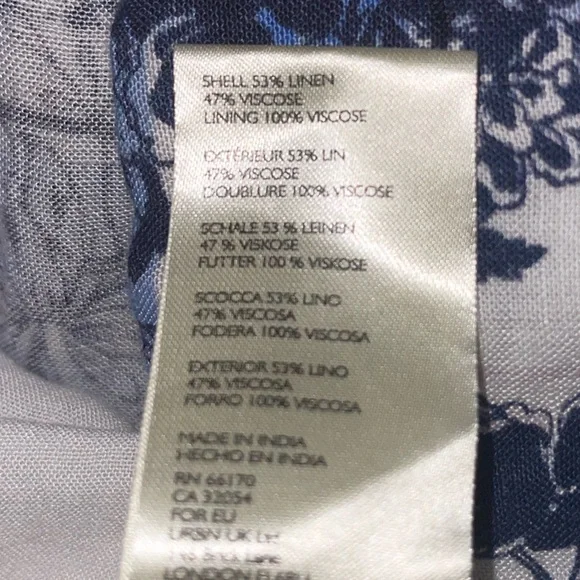 SHELL 53% LINEN
47% VISCOSE
LINING 100% VISCOSE
EXTÉRIEUR 53% LIN
47% VISCOSE
DOUBLURE 100% VISCOSE
SCHALE 53 % LEINEN
47 % VISKOSE
FUTTER 100 % VISKOSE
SCOCCA 53% LINO
47% VISCOSA
FODERA 100% VISCOSA
EXTERIOR 53% LINO
47% VISCOSA
FORRO 100% VISCOSA
MADE IN INDIA
HECHO EN INDIA
RN 66170
CA 32054
FOR EU
URBN UK
LONDON